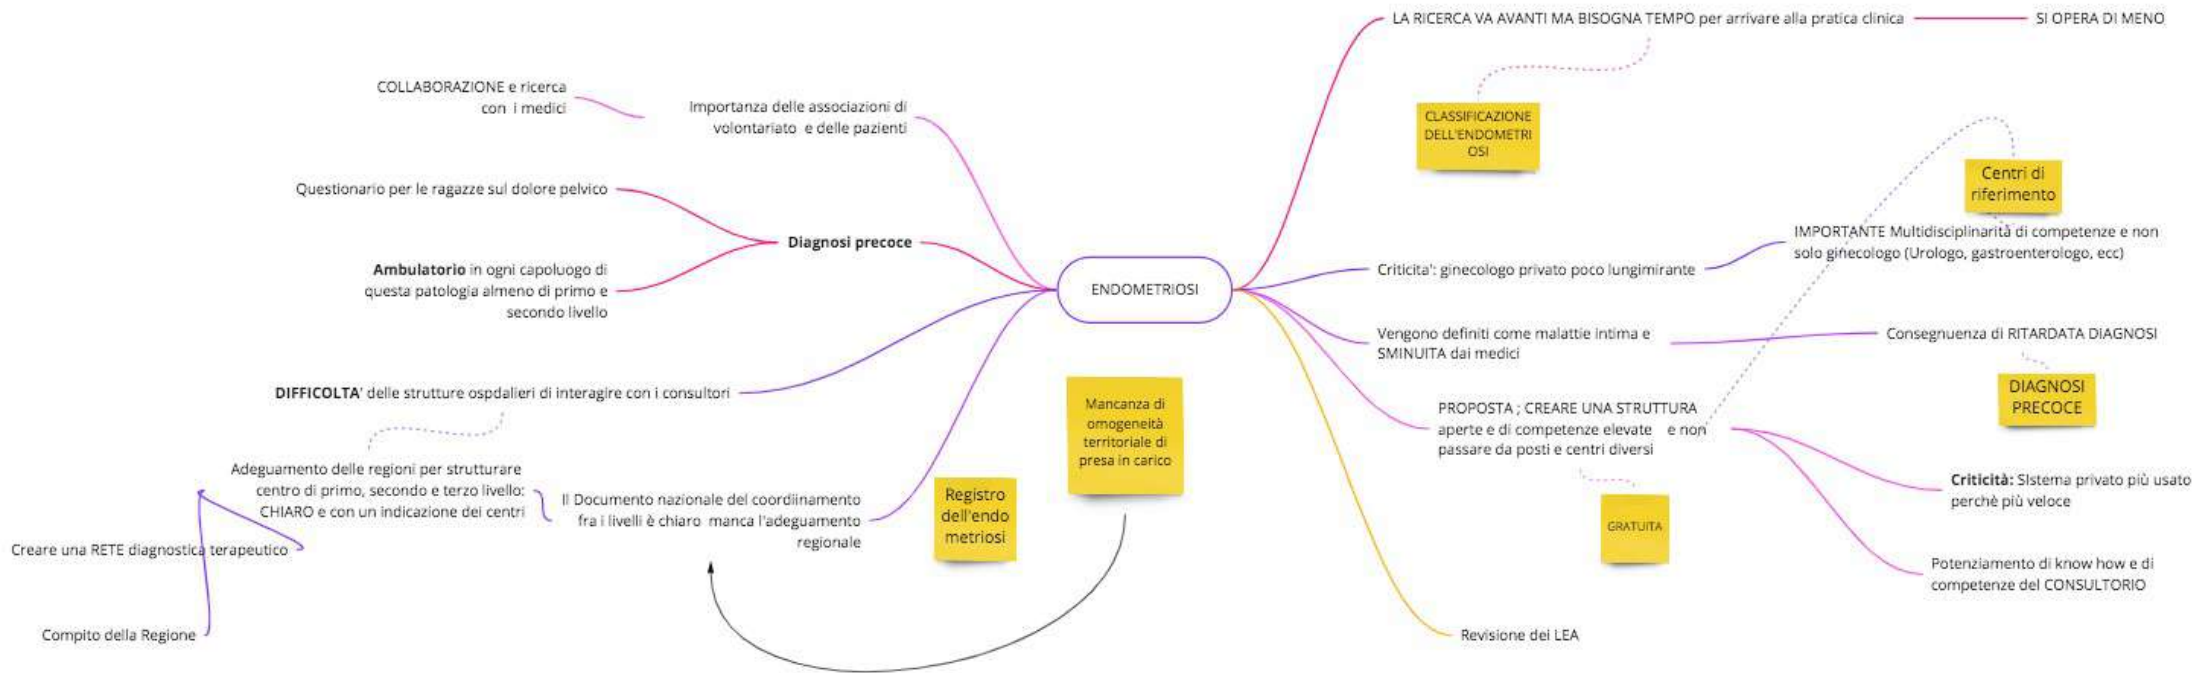 LA RICERCA VA AVANTI MA BISOGNA TEMPO per arrivare alla pratica clinica
SI OPERA DI MENO
COLLABORAZIONE e ricerca
con i medici
Importanza delle associazioni di
volontariato e delle pazienti
CLASSIFICAZIONE
DELL'ENDOMETRI
OSI
Centri di
riferimento
Questionario per le ragazze sul dolore pelvico
Diagnosi precoce
Ambulatorio in ogni capoluogo di
questa patologia almeno di primo e
secondo livello
ENDOMETRIOSI
Criticita': ginecologo privato poco lungimirante
IMPORTANTE Multidisciplinarità di competenze e non
solo ginecologo (Urologo, gastroenterologo, ecc)
Vengono definiti come malattie intima e
SMINUITA dai medici
Consegnuenza di RITARDATA DIAGNOSI
DIAGNOSI
PRECOCE
DIFFICOLTA' delle strutture ospdalieri di interagire con i consultori
Mancanza di
omogeneità
territoriale di
presa in carico
PROPOSTA ; CREARE UNA STRUTTURA
aperte e di competenze elevate e non
passare da posti e centri diversi
GRATUITA
Criticità: SIstema privato più usato
perchè più veloce
Potenziamento di know how e di
competenze del CONSULTORIO
Adeguamento delle regioni per strutturare
centro di primo, secondo e terzo livello:
CHIARO e con un indicazione dei centri
Il Documento nazionale del coordiinamento
fra i livelli è chiaro manca l'adeguamento
regionale
Registro
dell'endo
metriosi
Creare una RETE diagnostica terapeutico
Compito della Regione
Revisione dei LEA